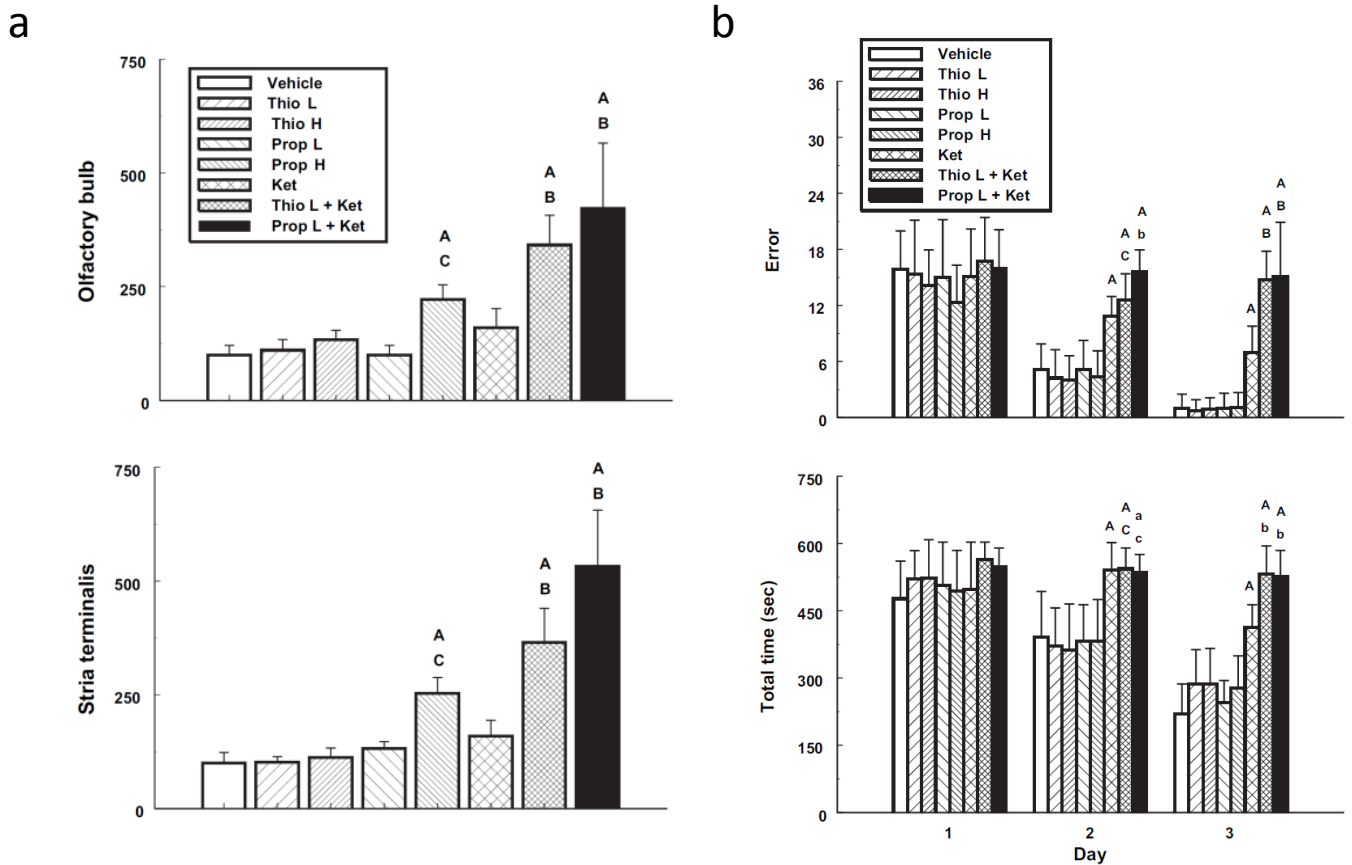 a
750
500
250
0
Olfactory bulb
Vehicle
Thio L
Thio H
Prop L
Prop H
Ket
Thio L + Ket
Prop L + Ket
A
C
A
B
A
B
750
500
250
0
Stria terminalis
A
C
A
B
A
B
b
36
30
24
18
12
6
0
Error
Vehicle
Thio L
Thio H
Prop L
Prop H
Ket
Thio L + Ket
Prop L + Ket
A
A
C
A
b
A
A
B
A
B
750
600
450
300
150
0
Total time (sec)
A
A
C
a
c
A
A
b
A
b
1
2
3
Day